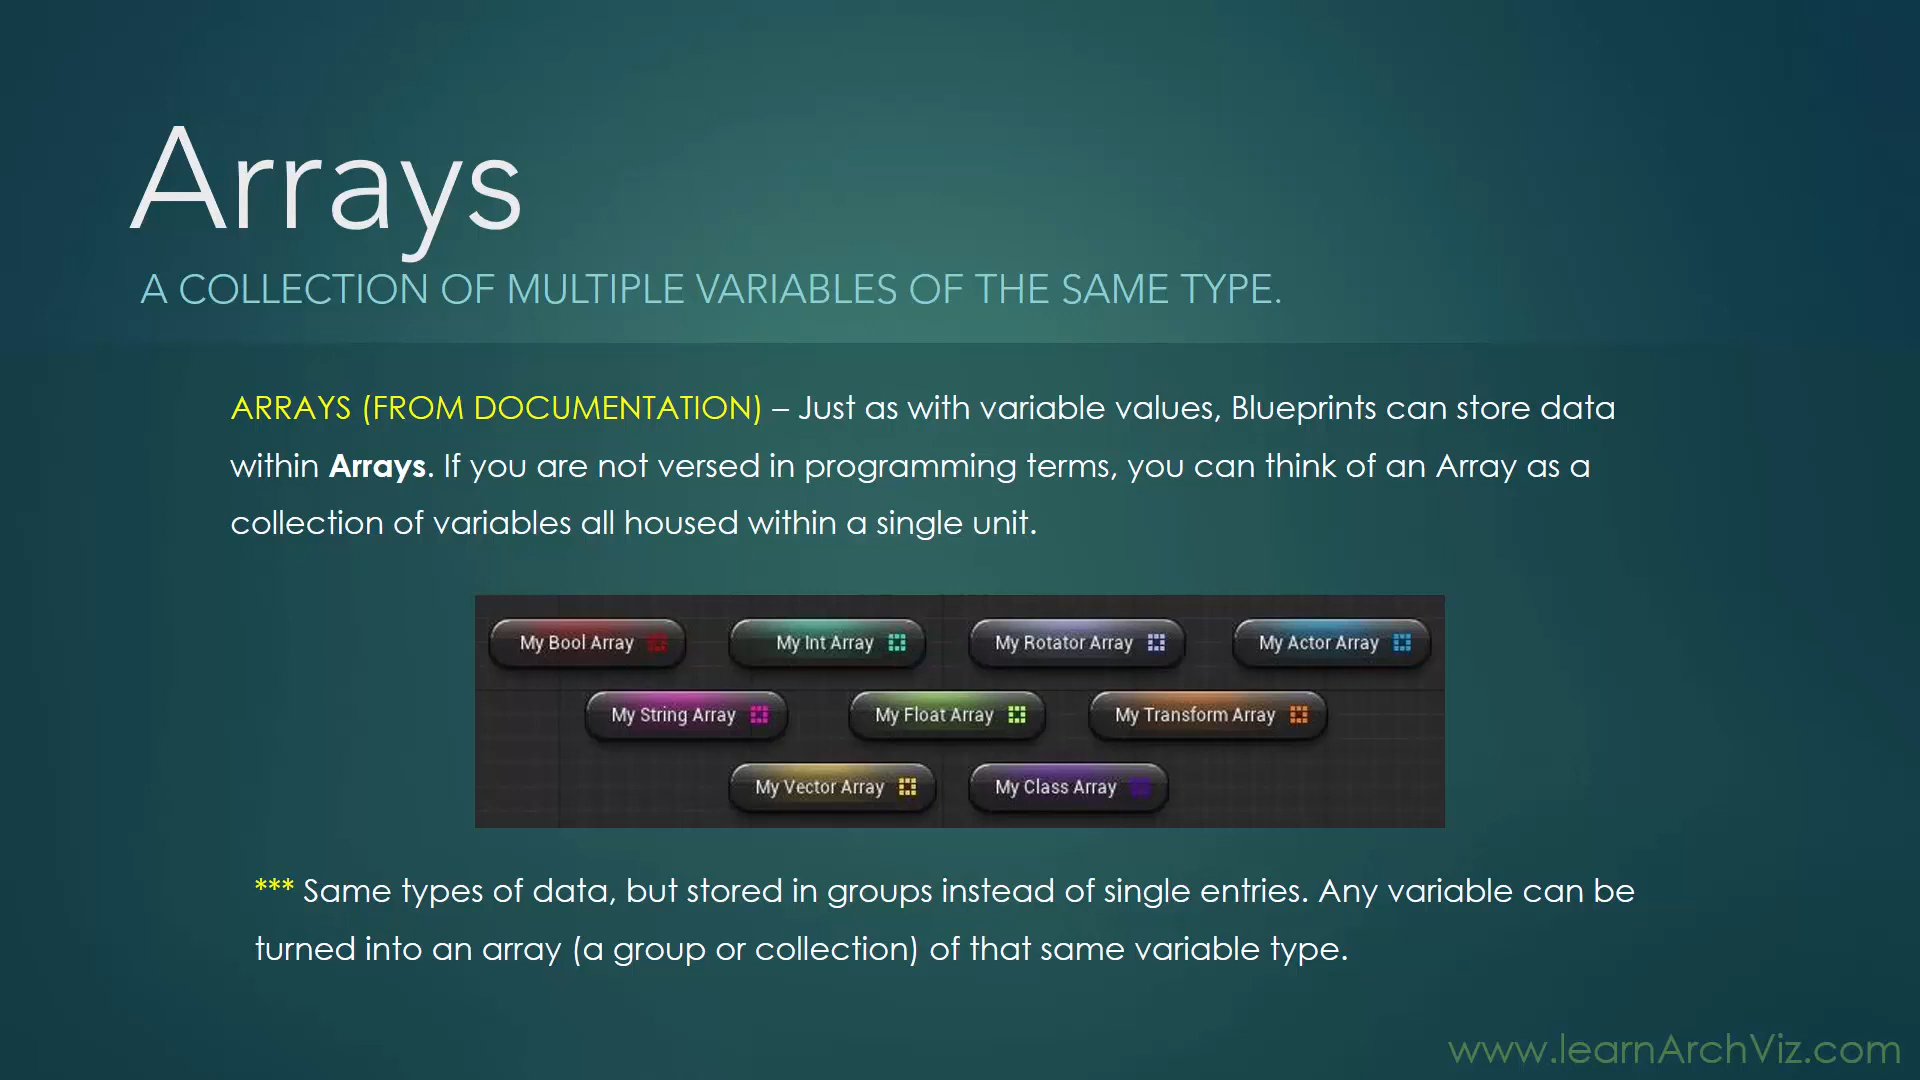 Arrays
A COLLECTION OF MULTIPLE VARIABLES OF THE SAME TYPE.
ARRAYS (FROM DOCUMENTATION) – Just as with variable values, Blueprints can store data
within Arrays. If you are not versed in programming terms, you can think of an Array as a
collection of variables all housed within a single unit.
My Bool Array My Int Array My Rotator Array My Actor Array
My String Array My Float Array My Transform Array
My Vector Array My Class Array
*** Same types of data, but stored in groups instead of single entries. Any variable can be
turned into an array (a group or collection) of that same variable type.
www.learnArchViz.com